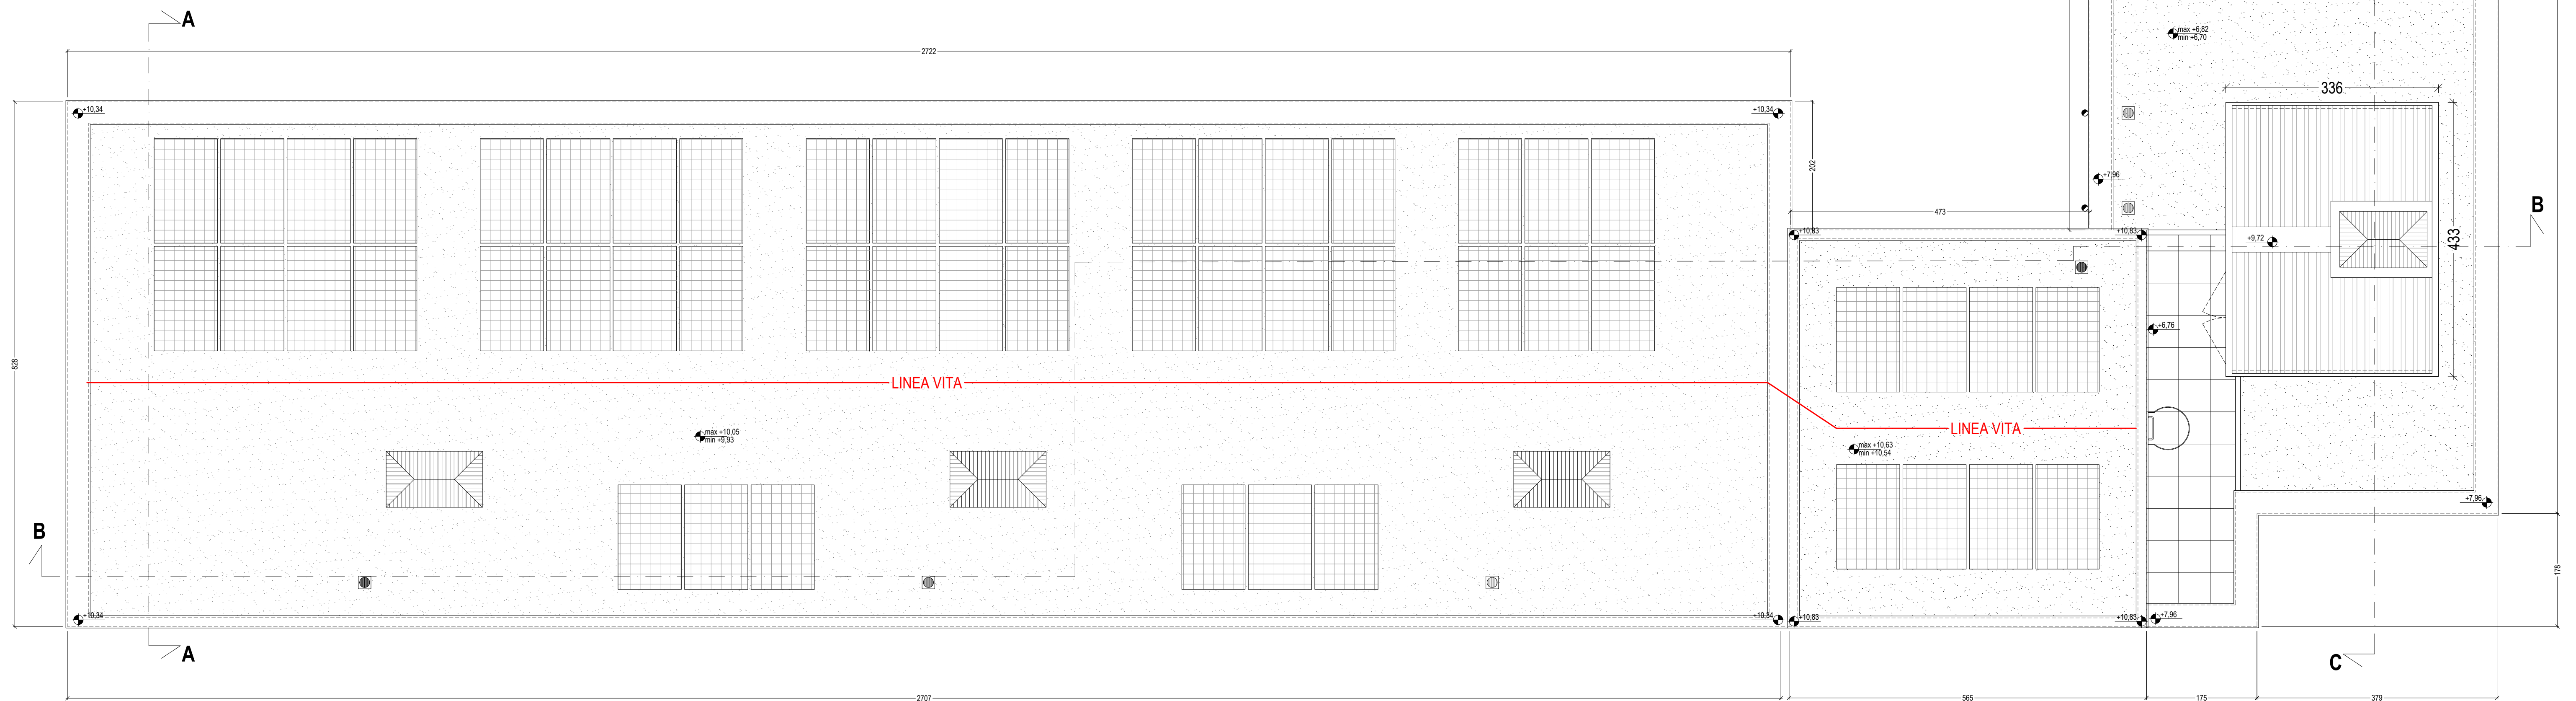 A
2722
max +6,82
min +6,70
336
+10,34
+10,34
202
+7,96
473
B
+10,83
+10,83
+9,72
433
+6,76
828
LINEA VITA
LINEA VITA
max +10,05
min +9,93
max +10,63
min +10,54
+7,96
B
178
+10,34
+10,34
+10,83
+10,83
+7,96
A
C
2707
565
175
379